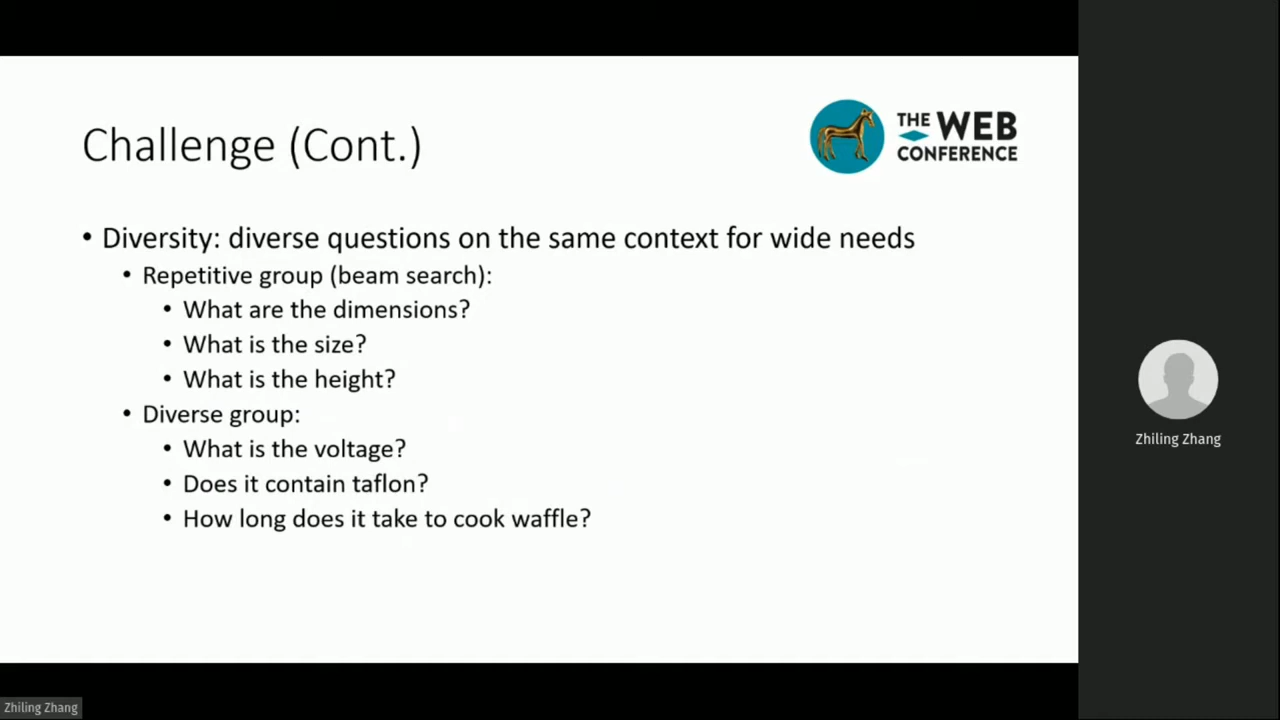 Challenge (Cont.)
THE WEB
CONFERENCE
• Diversity: diverse questions on the same context for wide needs
• Repetitive group (beam search):
• What are the dimensions?
• What is the size?
• What is the height?
• Diverse group:
• What is the voltage?
• Does it contain taflon?
• How long does it take to cook waffle?
Zhiling Zhang
Zhiling Zhang